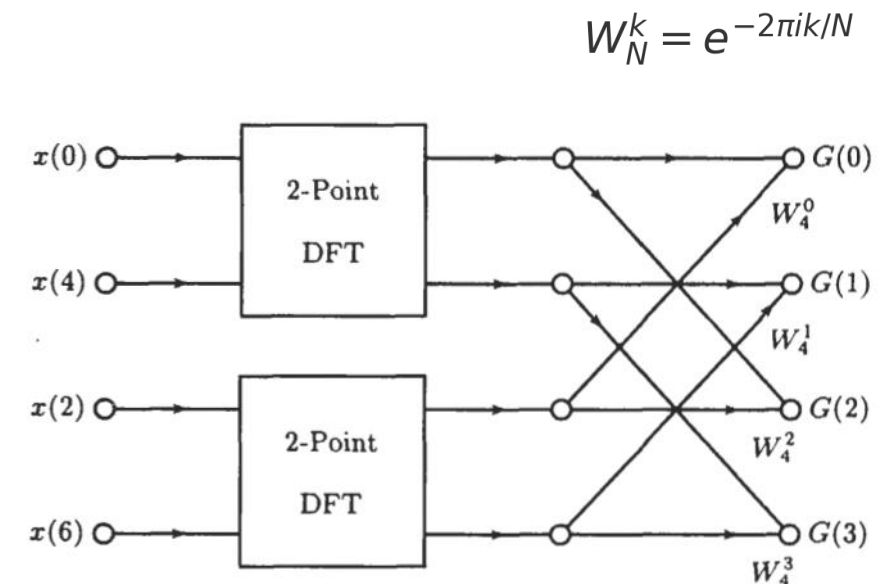 W_N^k = e^{-2πik/N}
x(0) G(0)
2-Point
W_4^0
DFT
x(4) G(1)
W_4^1
x(2) G(2)
2-Point
W_4^2
DFT
x(6) G(3)
W_4^3